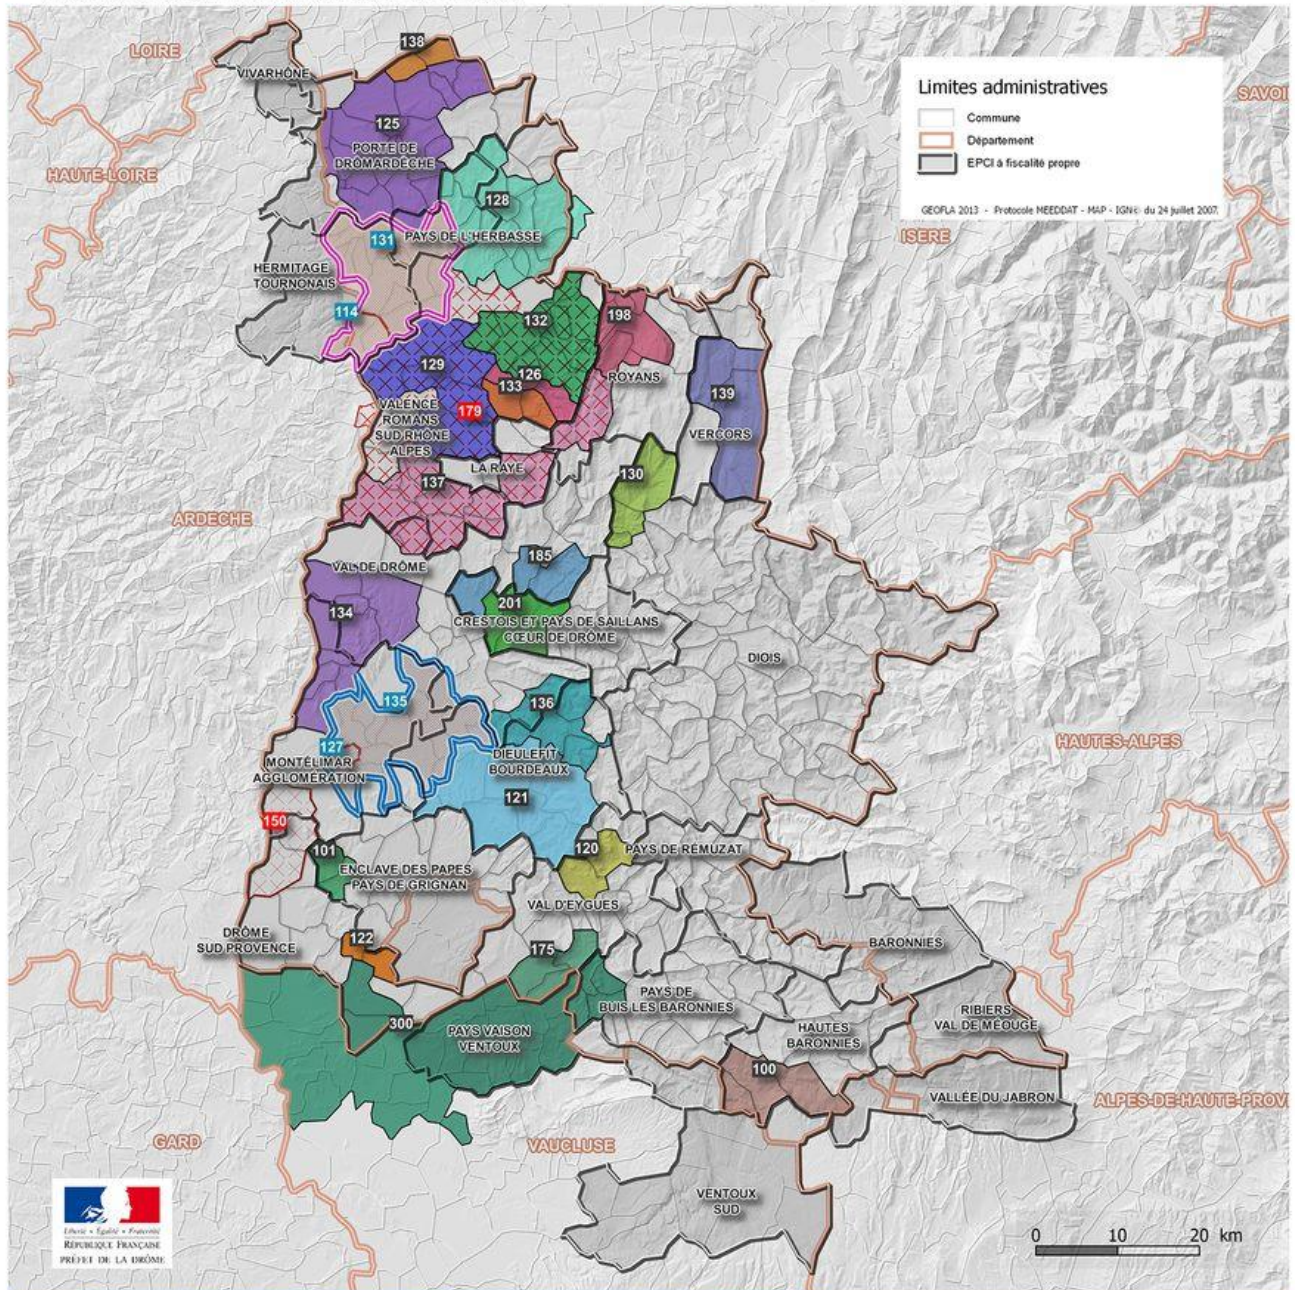 138
LOIRE
VIVARHÔNE
Limites administratives
Commune
Département
EPCI à fiscalité propre
GEOFLA 2013 - Protocole MEEDDAT - MAP - IGN© du 24 juillet 2007.
SAVOI
125
PORTE DE
DRÔMARDÈCHE
HAUTE-LOIRE
128
131
PAYS DE L'HERBASSE
ISERE
HERMITAGE
TOURNONAIS
114
132
198
129
126
133
ROYANS
139
VALENCE
ROMANS
SUD RHÔNE
ALPES
179
VERCORS
LA RAYE
137
130
ARDECHE
185
VAL DE DRÔME
134
201
CRESTOIS ET PAYS DE SAILLANS
CŒUR DE DRÔME
DIOIS
135
136
127
MONTÉLIMAR
AGGLOMÉRATION
DIEULEFIT
BOURDEAUX
HAUTES-ALPES
121
150
101
120
PAYS DE RÉMUZAT
ENCLAVE DES PAPES
PAYS DE GRIGNAN
VAL D'EYGUES
DRÔME
SUD PROVENCE
122
175
BARONNIES
PAYS DE
BUIS LES BARONNIES
300
PAYS VAISON
VENTOUX
HAUTES
BARONNIES
RIBIERS
VAL DE MÉOUGE
100
VALLÉE DU JABRON
ALPES-DE-HAUTE-PROVE
GARD
VAUCLUSE
VENTOUX
SUD
Liberté • Égalité • Fraternité
RÉPUBLIQUE FRANÇAISE
PRÉFET DE LA DRÔME
0 10 20 km